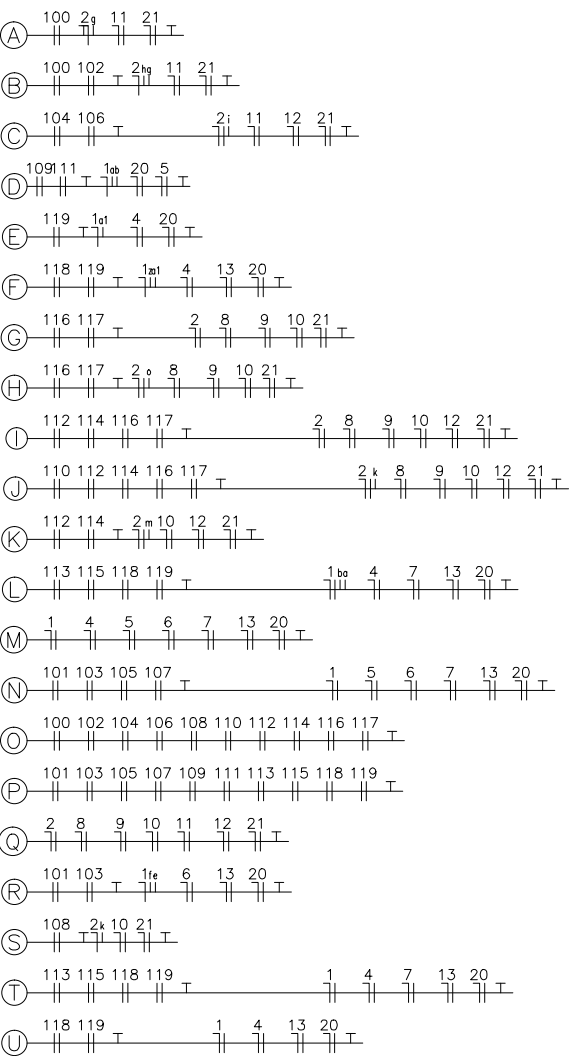 A 100 2g 11 21
B 100 102 2hg 11 21
C 104 106 2i 11 12 21
D 109 111 1ab 20 5
E 119 1a1 4 20
F 118 119 1za1 4 13 20
G 116 117 2 8 9 10 21
H 116 117 2 o 8 9 10 21
I 112 114 116 117 2 8 9 10 12 21
J 110 112 114 116 117 2 k 8 9 10 12 21
K 112 114 2 m 10 12 21
L 113 115 118 119 1 ba 4 7 13 20
M 1 4 5 6 7 13 20
N 101 103 105 107 1 5 6 7 13 20
O 100 102 104 106 108 110 112 114 116 117
P 101 103 105 107 109 111 113 115 118 119
Q 2 8 9 10 11 12 21
R 101 103 1fe 6 13 20
S 108 2k 10 21
T 113 115 118 119 1 4 7 13 20
U 118 119 1 4 13 20